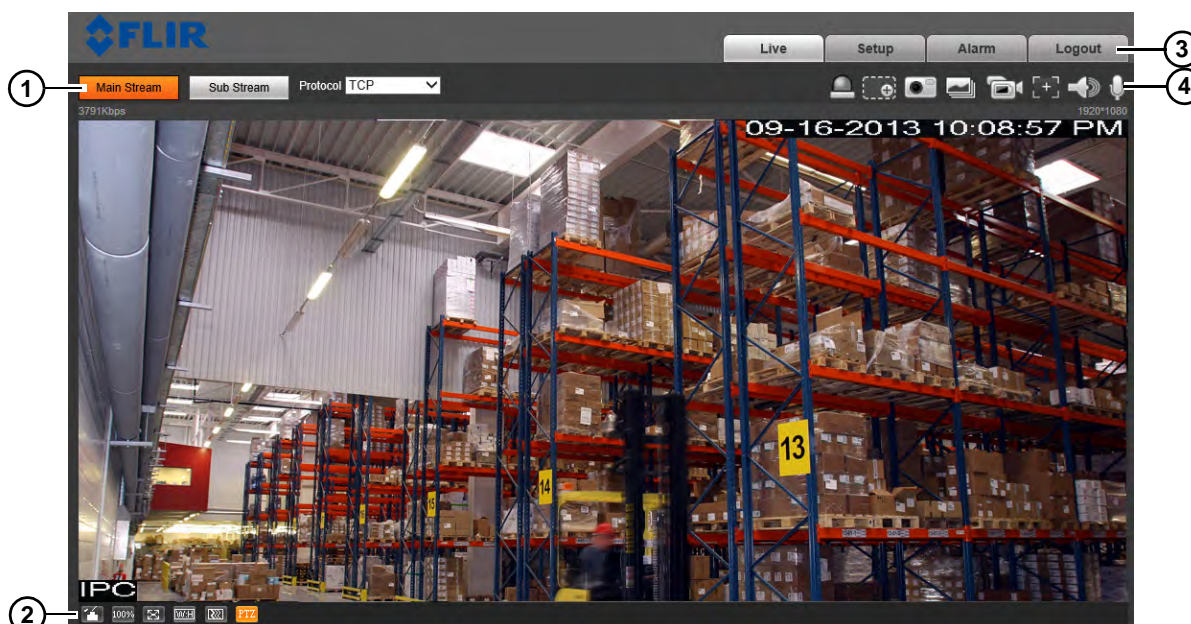 FLIR
Live Setup Alarm Logout
3
1
Main Stream Sub Stream Protocol TCP
4
3791Kbps
1920*1080
09-16-2013 10:08:57 PM
13
14
15
IPC
2
100% W:H PTZ